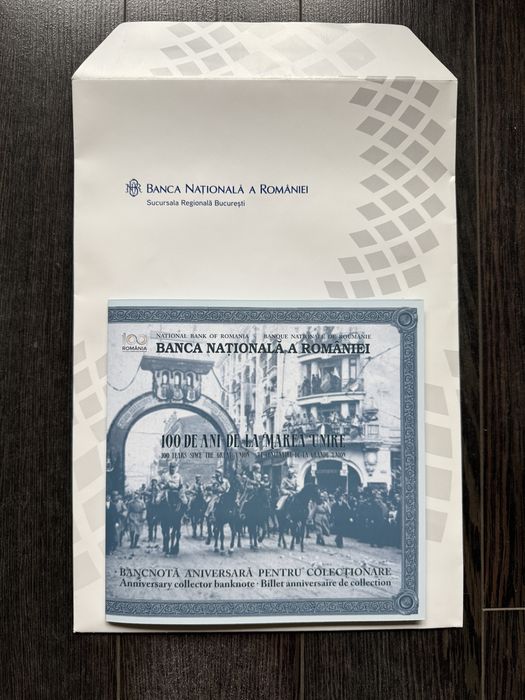 BANCA NAȚIONALĂ A ROMÂNIEI
Sucursala Regională București
NATIONAL BANK OF ROMANIA BANQUE NATIONALE DE ROUMANIE
100
ROMÂNIA
BANCA NAȚIONALĂ A ROMÂNIEI
100 DE ANI DE LA MAREA UNIRE
100 YEARS SINCE THE GREAT UNION
BANCNOTĂ ANIVERSARĂ PENTRU COLECȚIONARE
Anniversary collector banknote · Billet anniversaire de collection